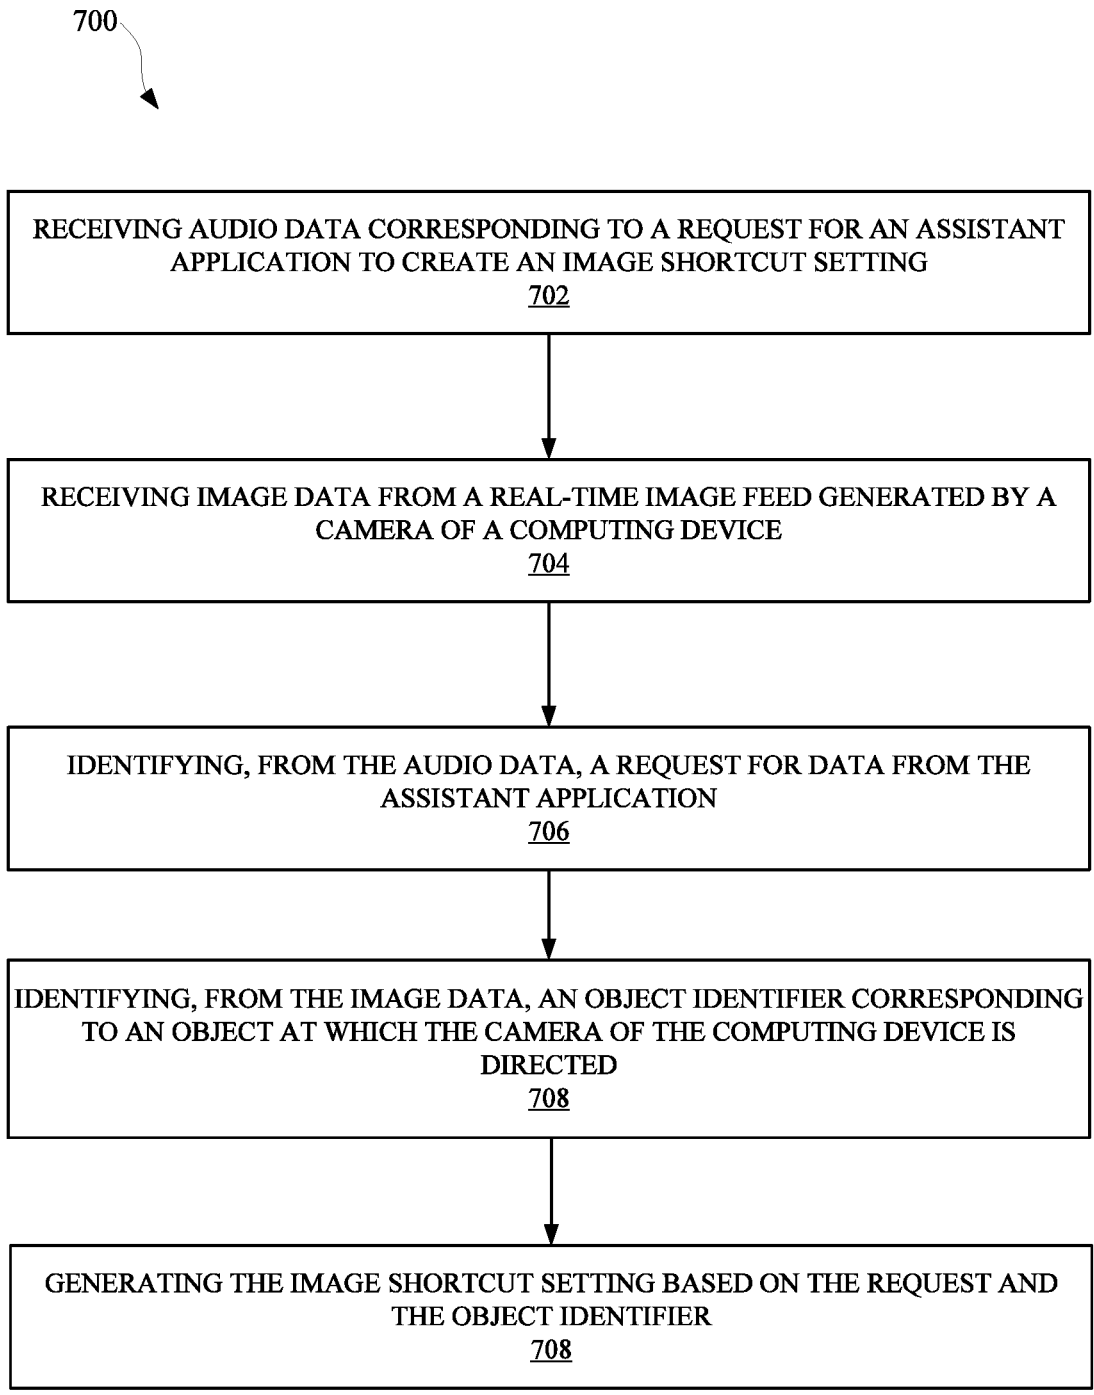 700
RECEIVING AUDIO DATA CORRESPONDING TO A REQUEST FOR AN ASSISTANT
APPLICATION TO CREATE AN IMAGE SHORTCUT SETTING
702
RECEIVING IMAGE DATA FROM A REAL-TIME IMAGE FEED GENERATED BY A
CAMERA OF A COMPUTING DEVICE
704
IDENTIFYING, FROM THE AUDIO DATA, A REQUEST FOR DATA FROM THE
ASSISTANT APPLICATION
706
IDENTIFYING, FROM THE IMAGE DATA, AN OBJECT IDENTIFIER CORRESPONDING
TO AN OBJECT AT WHICH THE CAMERA OF THE COMPUTING DEVICE IS
DIRECTED
708
GENERATING THE IMAGE SHORTCUT SETTING BASED ON THE REQUEST AND
THE OBJECT IDENTIFIER
708